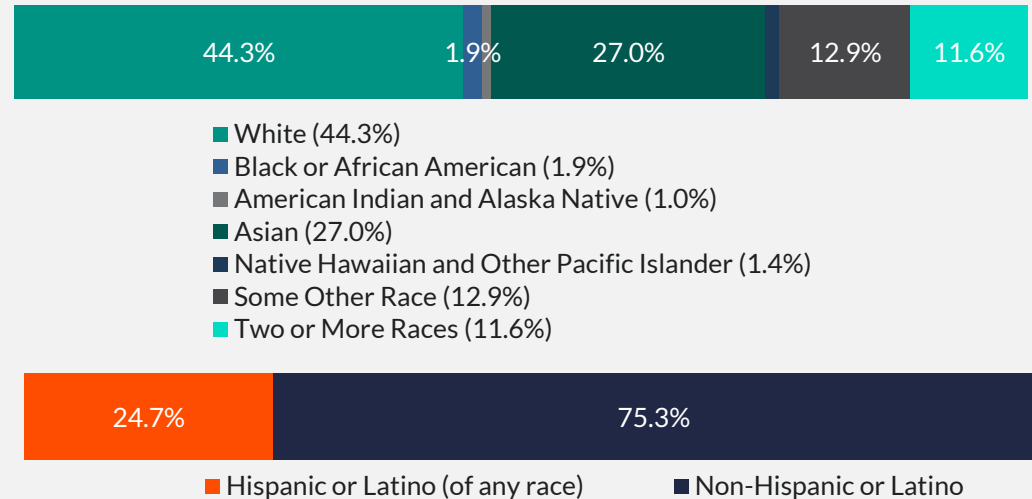 44.3% 1.9% 27.0% 12.9% 11.6%
White (44.3%)
Black or African American (1.9%)
American Indian and Alaska Native (1.0%)
Asian (27.0%)
Native Hawaiian and Other Pacific Islander (1.4%)
Some Other Race (12.9%)
Two or More Races (11.6%)
24.7% 75.3%
Hispanic or Latino (of any race) Non-Hispanic or Latino